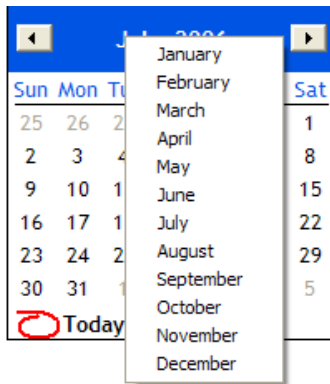 Sun Mon Sat
25 26 1
2 3 8
9 10 15
16 17 22
23 24 29
30 31 5
Today
January
February
March
April
May
June
July
August
September
October
November
December